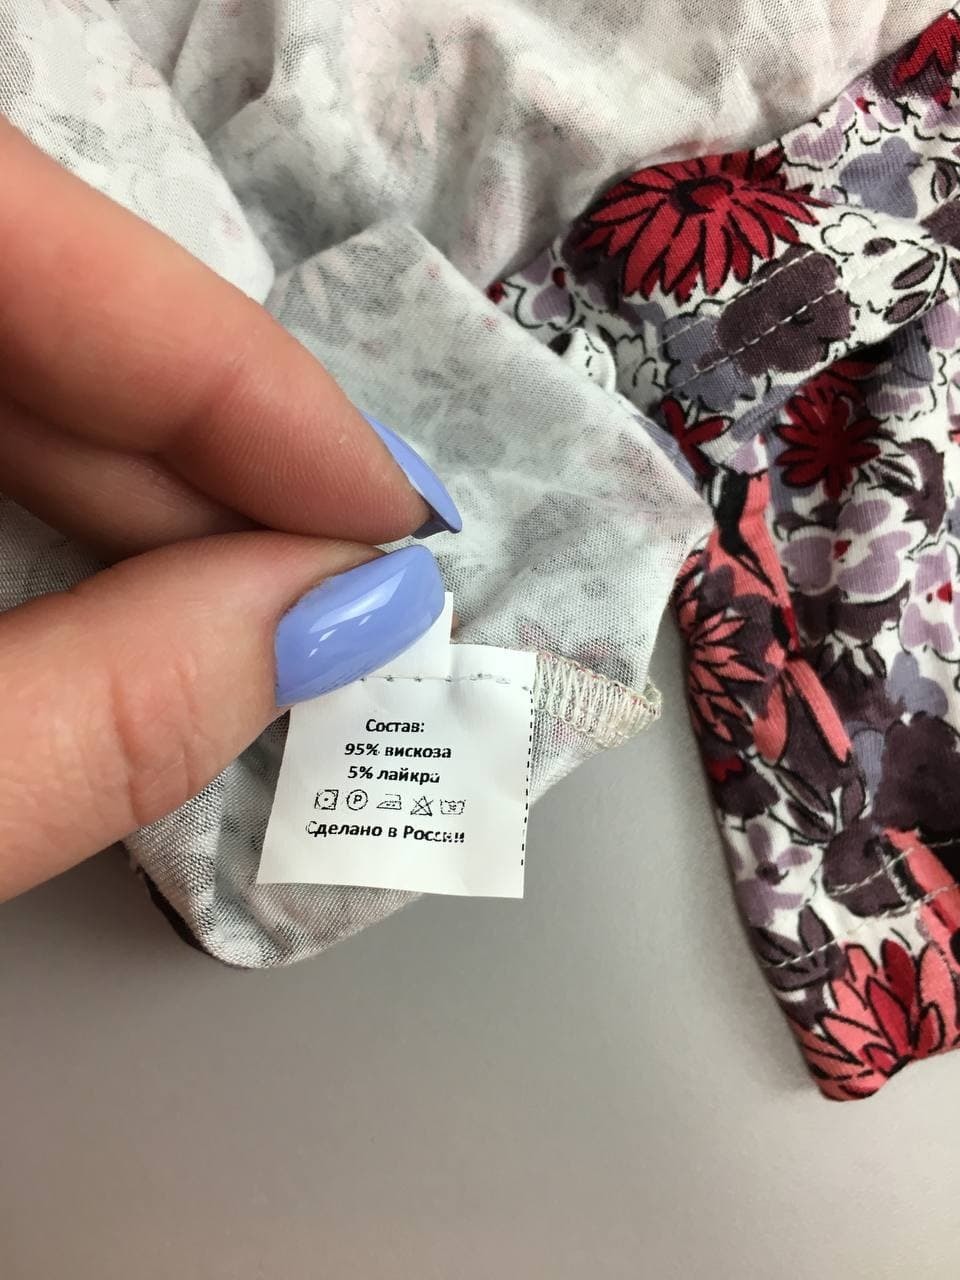 Состав:
95% вискоза
5% лайкра
P
Сделано в России